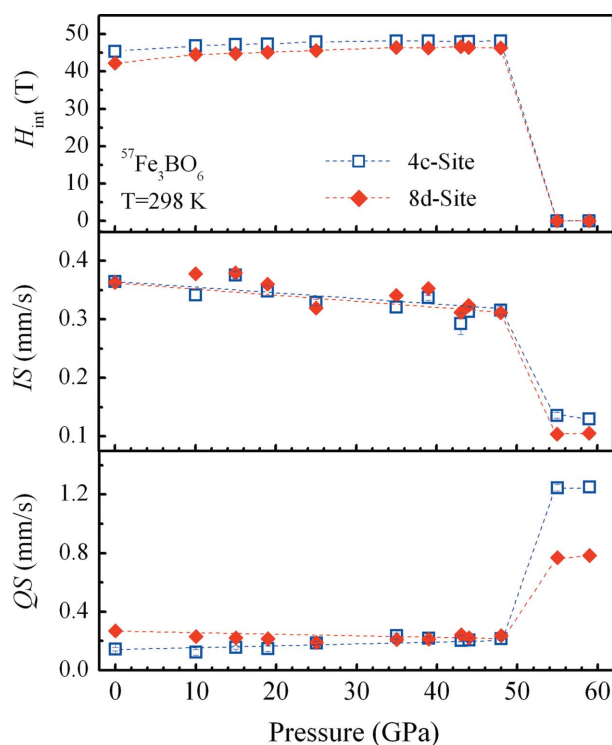 50
40
30
20
10
0
H_int (T)
⁵⁷Fe₃BO₆
T=298 K
4c-Site
8d-Site
0.4
0.3
0.2
0.1
IS (mm/s)
1.2
0.8
0.4
0.0
QS (mm/s)
0 10 20 30 40 50 60
Pressure (GPa)